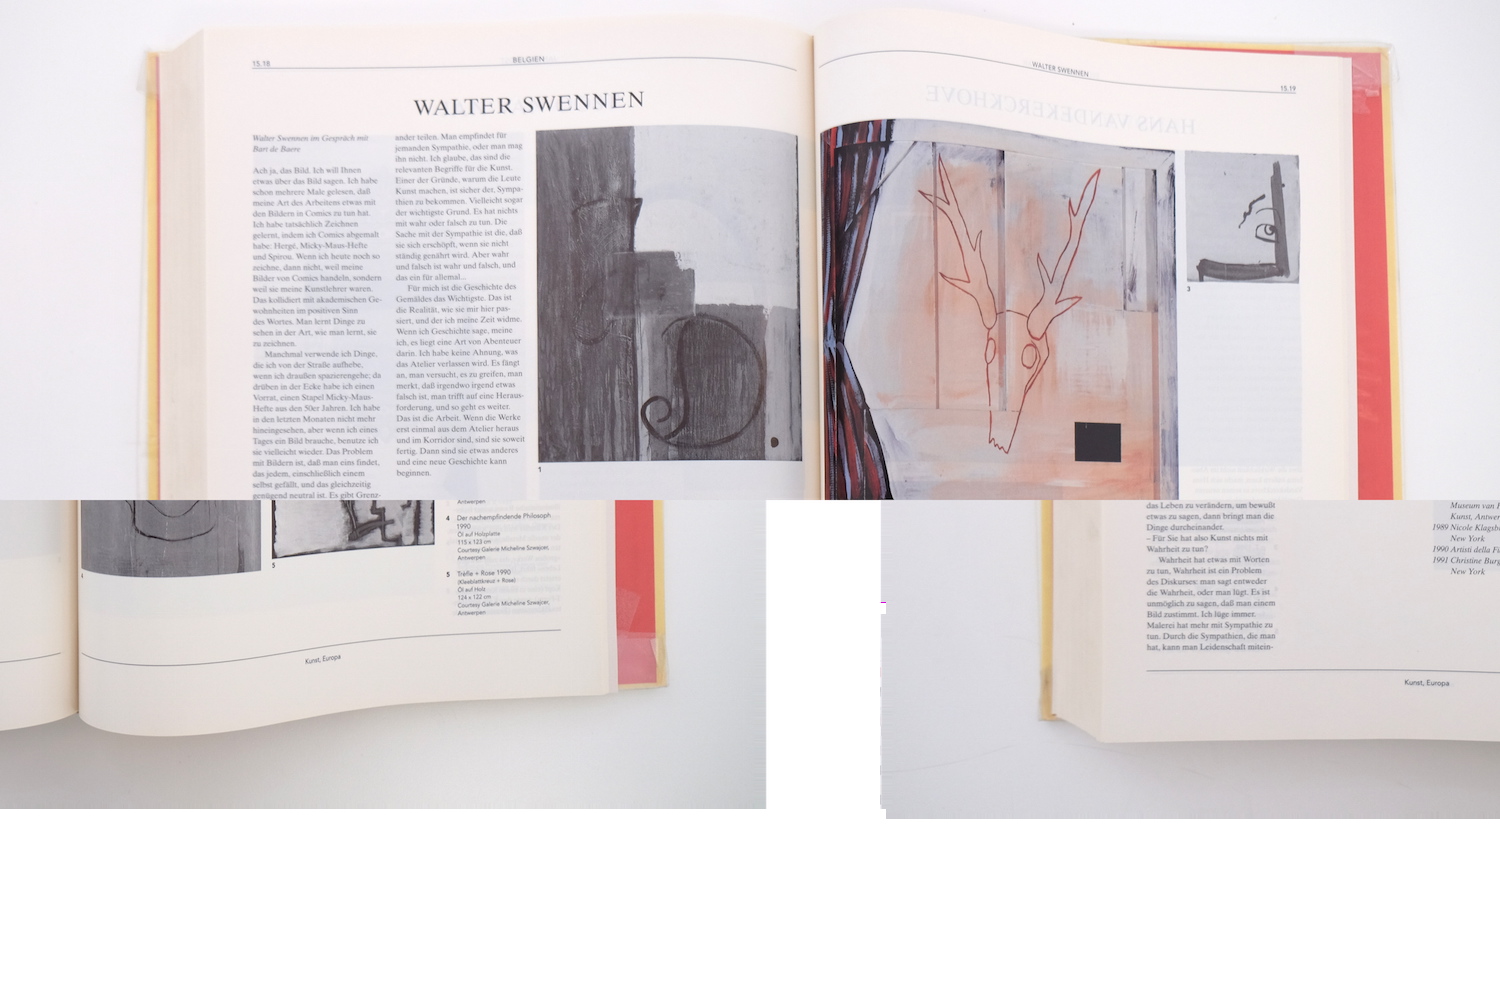 15.18
BELGIEN
WALTER SWENNEN
Walter Swennen im Gespräch mit
Bart de Baere
Ach ja, das Bild. Ich will Ihnen
etwas über das Bild sagen. Ich habe
schon mehrere Male gelesen, daß
meine Art des Arbeitens etwas mit
den Bildern in Comics zu tun hat.
Ich habe tatsächlich Zeichnen
gelernt, indem ich Comics abgemalt
habe: Hergé, Micky-Maus-Hefte
und Spirou. Wenn ich heute noch so
zeichne, dann nicht, weil meine
Bilder von Comics handeln, sondern
weil sie meine Kunstlehrer waren.
Das kollidiert mit akademischen Ge-
wohnheiten im positiven Sinn
des Wortes. Man lernt Dinge zu
sehen in der Art, wie man lernt, sie
zu zeichnen.
Manchmal verwende ich Dinge,
die ich von der Straße aufhebe,
wenn ich draußen spazierengehe; da
drüben in der Ecke habe ich einen
Vorrat, einen Stapel Micky-Maus-
Hefte aus den 50er Jahren. Ich habe
in den letzten Monaten nicht mehr
hineingesehen, aber wenn ich eines
Tages ein Bild brauche, benutze ich
sie vielleicht wieder. Das Problem
mit Bildern ist, daß man eins findet,
das jedem, einschließlich einem
selbst gefällt, und das gleichzeitig
genügend neutral ist. Es gibt Grenz-
ander teilen. Man empfindet für
jemanden Sympathie, oder man mag
ihn nicht. Ich glaube, das sind die
relevanten Begriffe für die Kunst.
Einer der Gründe, warum die Leute
Kunst machen, ist sicher der, Sympa-
thien zu bekommen. Vielleicht sogar
der wichtigste Grund. Es hat nichts
mit wahr oder falsch zu tun. Die
Sache mit der Sympathie ist die, daß
sie sich erschöpft, wenn sie nicht
ständig genährt wird. Aber wahr
und falsch ist wahr und falsch, und
das ein für allemal...
Für mich ist die Geschichte des
Gemäldes das Wichtigste. Das ist
die Realität, wie sie mir hier pas-
siert, und der ich meine Zeit widme.
Wenn ich Geschichte sage, meine
ich, es liegt eine Art von Abenteuer
darin. Ich habe keine Ahnung, was
das Atelier verlassen wird. Es fängt
an, man versucht, es zu greifen, man
merkt, daß irgendwo irgend etwas
falsch ist, man trifft auf eine Heraus-
forderung, und so geht es weiter.
Das ist die Arbeit. Wenn die Werke
erst einmal aus dem Atelier heraus
und im Korridor sind, sind sie soweit
fertig. Dann sind sie etwas anderes
und eine neue Geschichte kann
beginnen.
1
WALTER SWENNEN
15.19
HANS VANDEKERCKHOVE
3
4
5
Antwerpen
4 Der nachempfindende Philosoph
1990
Öl auf Holzplatte
115 x 123 cm
Courtesy Galerie Micheline Szwajcer,
Antwerpen
5 Trèfle + Rose 1990
(Kleeblattkreuz + Rose)
Öl auf Holz
124 x 122 cm
Courtesy Galerie Micheline Szwajcer,
Antwerpen
Kunst, Europa
das Leben zu verändern, um bewußt
etwas zu sagen, dann bringt man die
Dinge durcheinander.
– Für Sie hat also Kunst nichts mit
Wahrheit zu tun?
Wahrheit hat etwas mit Worten
zu tun, Wahrheit ist ein Problem
des Diskurses: man sagt entweder
die Wahrheit, oder man lügt. Es ist
unmöglich zu sagen, daß man einem
Bild zustimmt. Ich lüge immer.
Malerei hat mehr mit Sympathie zu
tun. Durch die Sympathien, die man
hat, kann man Leidenschaft mitein-
Museum van H
Kunst, Antwer
1989 Nicole Klagsb
New York
1990 Artisti della Fi
1991 Christine Burg
New York
Kunst, Europa